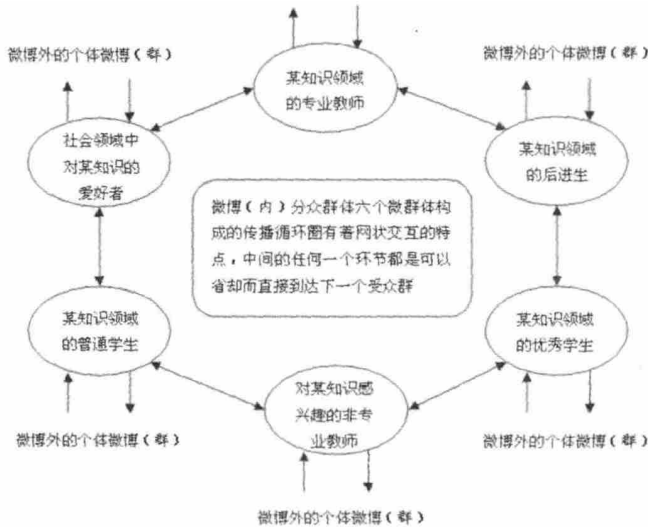 微博外的个体微博(群)
某知识领域
的专业教师
微博外的个体微博(群)
社会领域中
对某知识的
爱好者
某知识领域
的后进生
微博(内)分众群体六个微群体构
成的传播循环圈有着网状交互的特
点,中间的任何一个环节都是可以
省却而直接到达下一个受众群
某知识领域
的普通学生
某知识领域
的优秀学生
对某知识感
兴趣的非专
业教师
微博外的个体微博(群)
微博外的个体微博(群)
微博外的个体微博(群)